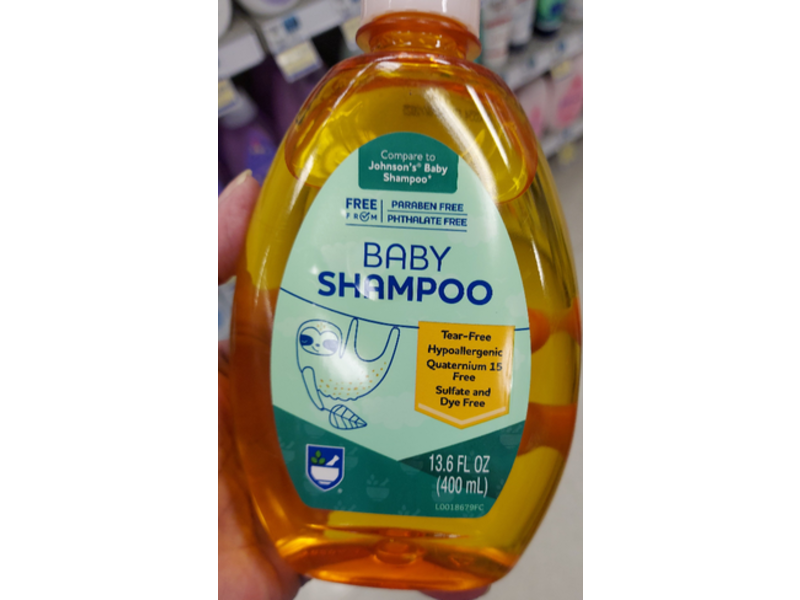 Compare to
Johnson's® Baby
Shampoo*
FREE
FROM
PARABEN FREE
PHTHALATE FREE
BABY
SHAMPOO
Tear-Free
Hypoallergenic
Quaternium 15
Free
Sulfate and
Dye Free
13.6 FL OZ
(400 mL)
L0018679FC